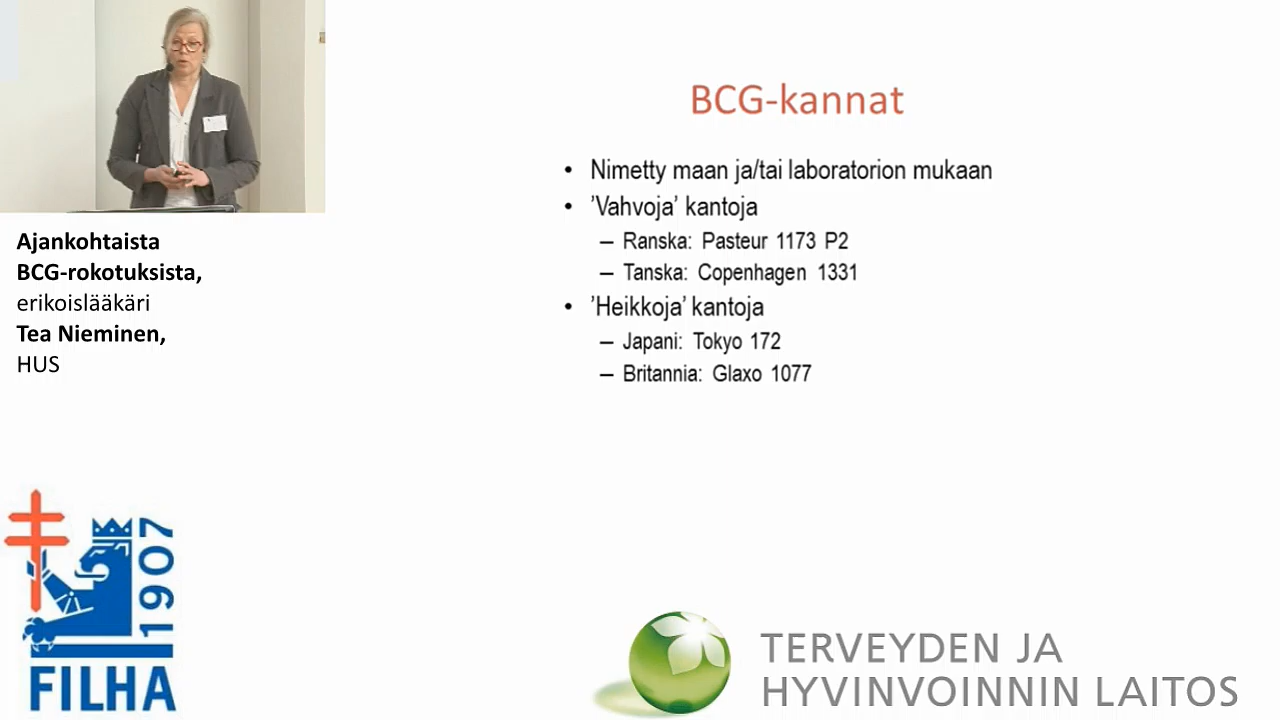 BCG-kannat
• Nimetty maan ja/tai laboratorion mukaan
• ’Vahvoja’ kantoja
– Ranska: Pasteur 1173 P2
– Tanska: Copenhagen 1331
• ’Heikkoja’ kantoja
– Japani: Tokyo 172
– Britannia: Glaxo 1077
Ajankohtaista
BCG-rokotuksista,
erikoislääkäri
Tea Nieminen,
HUS
1907
FILHA
TERVEYDEN JA
HYVINVOINNIN LAITOS